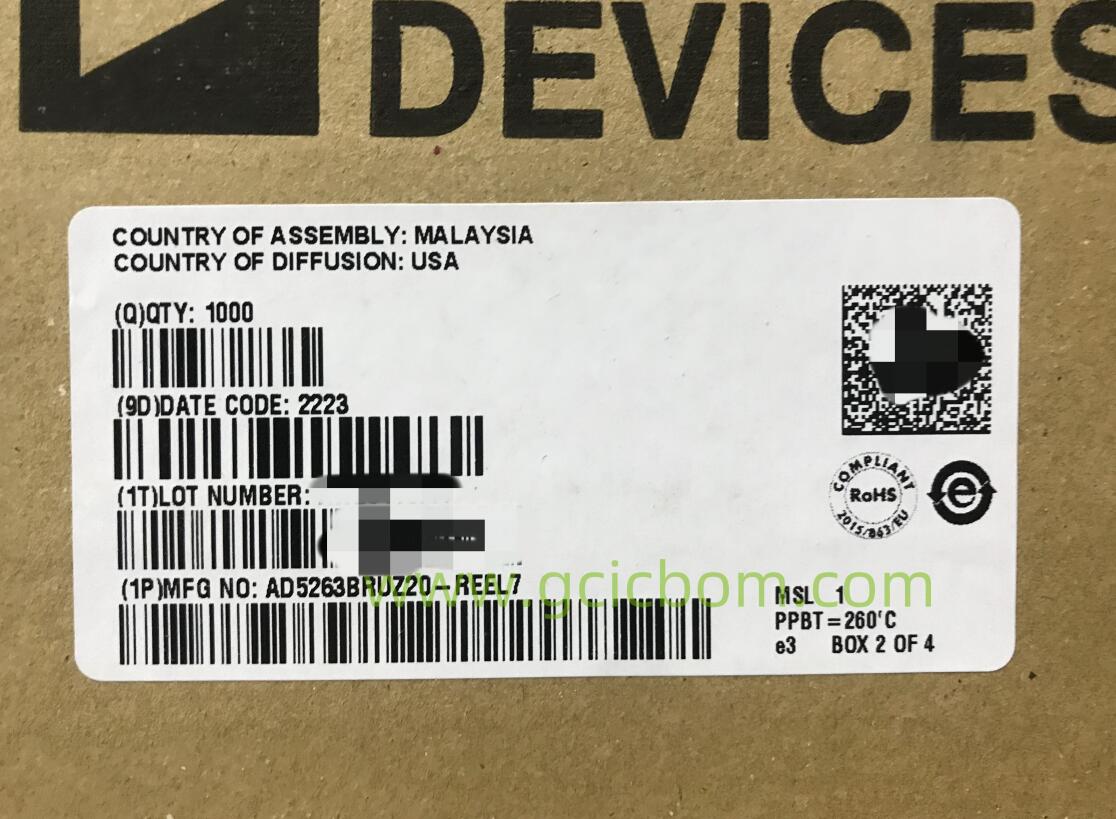 DEVICES
COUNTRY OF ASSEMBLY: MALAYSIA
COUNTRY OF DIFFUSION: USA
(Q)QTY: 1000
(9D)DATE CODE: 2223
(1T)LOT NUMBER:
(1P)MFG NO: AD5263BRUZ20-REEL7
www.gcicbom.com
COMPLIANT
RoHS
2015/863/EU
e
MSL 1
PPBT=260'C
e3 BOX 2 OF 4